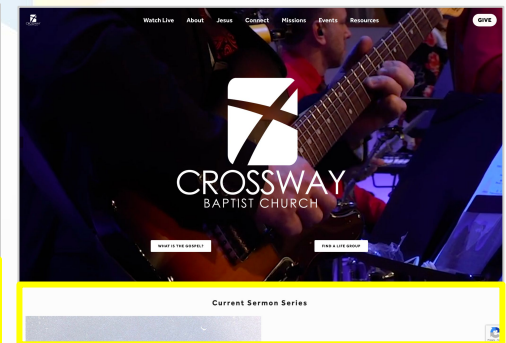 Watch Live About Jesus Connect Missions Events Resources GIVE
CROSSWAY
BAPTIST CHURCH
WHAT IS THE GOSPEL? FIND A LIFE GROUP
Current Sermon Series